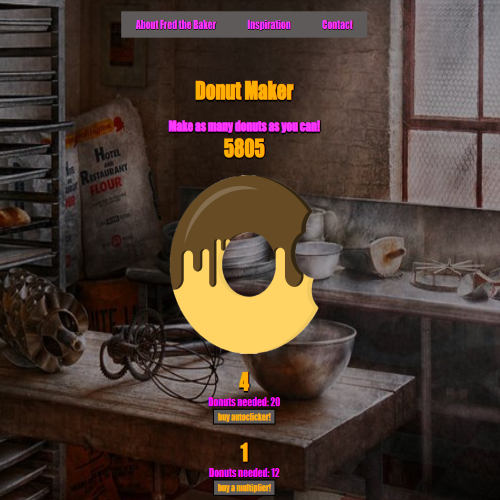 About Fred the Baker Inspiration Contact
Donut Maker
Make as many donuts as you can!
5805
HOTEL
AND
RESTAURANT
FLOUR
4
Donuts needed: 20
buy autoclicker!
1
Donuts needed: 12
buy a multiplier!